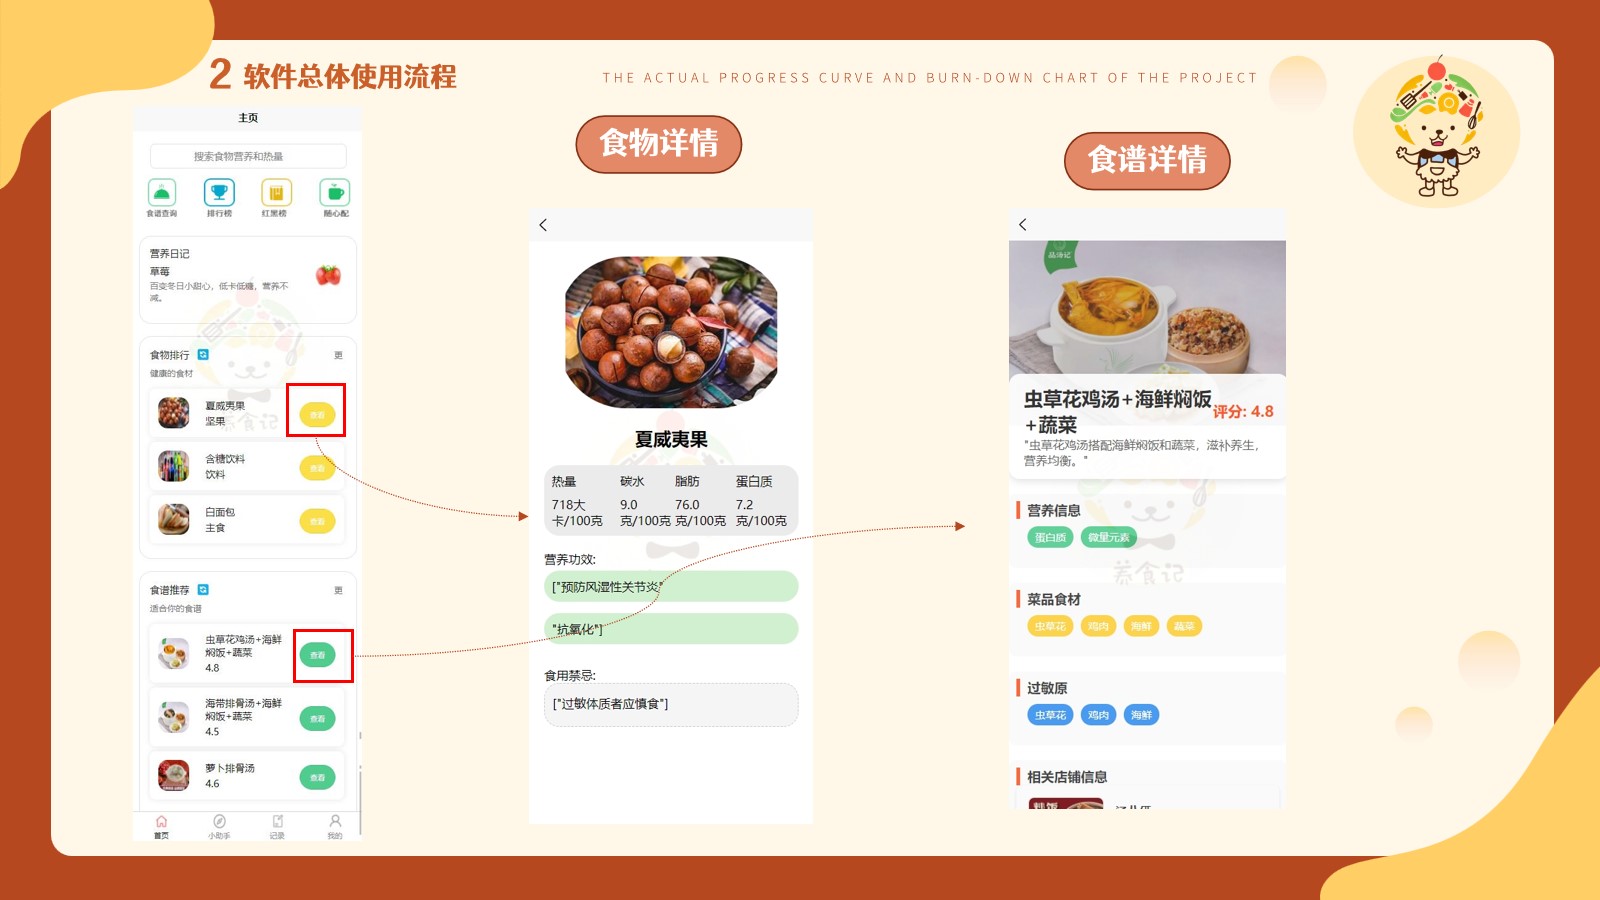 2 软件总体使用流程
THE ACTUAL PROGRESS CURVE AND BURN-DOWN CHART OF THE PROJECT
主页
搜索食物营养和热量
食谱查询 排行榜 红黑榜 随心配
营养日记
草莓
百变冬日小甜心，低卡低糖，营养不
减。
食物排行 更
健康的食材
夏威夷果
坚果
查看
含糖饮料
饮料
查看
白面包
主食
查看
食谱推荐 更
适合你的食谱
虫草花鸡汤+海鲜
焖饭+蔬菜
4.8
查看
海带排骨汤+海鲜
焖饭+蔬菜
4.5
查看
萝卜排骨汤
4.6
查看
首页 小助手 记录 我的
食物详情
夏威夷果
热量 碳水 脂肪 蛋白质
718大 9.0 76.0 7.2
卡/100克 克/100克 克/100克 克/100克
营养功效:
["预防风湿性关节炎"
"抗氧化"]
食用禁忌:
["过敏体质者应慎食"]
食谱详情
品汤记
虫草花鸡汤+海鲜焖饭
+蔬菜
评分: 4.8
"虫草花鸡汤搭配海鲜焖饭和蔬菜，滋补养生，
营养均衡。"
营养信息
蛋白质 微量元素
养食记
菜品食材
虫草花 鸡肉 海鲜 蔬菜
过敏原
虫草花 鸡肉 海鲜
相关店铺信息